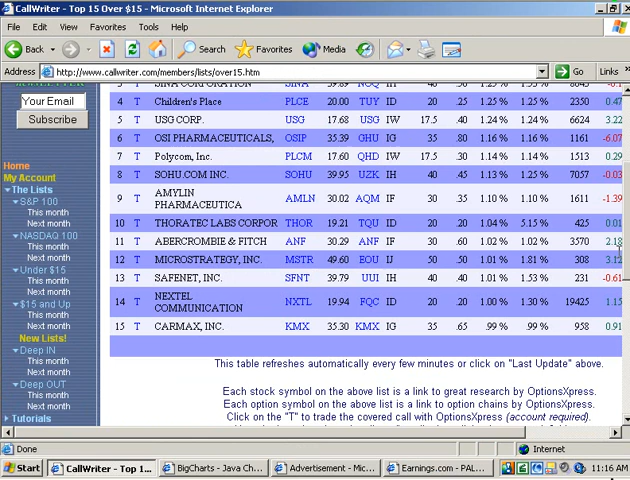 CallWriter - Top 15 Over $15 - Microsoft Internet Explorer
File Edit View Favorites Tools Help
Back Search Favorites Media
Address http://www.callwriter.com/members/lists/over15.htm Go Links »
Your Email
Subscribe
Home
My Account
The Lists
S&P 100
This month
Next month
NASDAQ 100
This month
Next month
Under $15
This month
Next month
$15 and Up
This month
Next month
New Lists!
Deep IN
This month
Next month
Deep OUT
This month
Next month
Tutorials
4 T Children's Place PLCE 20.00 TUY ID 20 .25 1.25 % 1.25 % 2350 0.47
5 T USG CORP. USG 17.68 USG IW 17.5 .40 1.24 % 1.24 % 6624 3.22
6 T OSI PHARMACEUTICALS, OSIP 35.39 GHU IG 35 .80 1.16 % 1.16 % 1161 -6.07
7 T Polycom, Inc. PLCM 17.60 QHD IW 17.5 .30 1.14 % 1.14 % 1513 0.29
8 T SOHU.COM INC. SOHU 39.95 UZK IH 40 .45 1.13 % 1.25 % 7057 -0.03
9 T AMYLIN PHARMACEUTICA AMLN 30.02 AQM IF 30 .35 1.10 % 1.10 % 1611 -1.39
10 T THORATEC LABS CORPOR THOR 19.21 TQU ID 20 .20 1.04 % 5.15 % 425 0.01
11 T ABERCROMBIE & FITCH ANF 30.29 ANF IF 30 .60 1.02 % 1.02 % 3570 2.18
12 T MICROSTRATEGY, INC. MSTR 49.60 EOU IJ 50 .50 1.01 % 1.81 % 308 3.12
13 T SAFENET, INC. SFNT 39.79 UUI IH 40 .40 1.01 % 1.53 % 231 -0.61
14 T NEXTEL COMMUNICATION NXTL 19.94 FQC ID 20 .20 1.00 % 1.30 % 19425 1.15
15 T CARMAX, INC. KMX 35.30 KMX IG 35 .65 .99 % .99 % 958 0.91
This table refreshes automatically every few minutes or click on "Last Update" above.
Each stock symbol on the above list is a link to great research by OptionsXpress.
Each option symbol on the above list is a link to option chains by OptionsXpress.
Click on the "T" to trade the covered call with OptionsXpress (account required).
Done Internet
Start CallWriter - Top 1... BigCharts - Java Ch... Advertisement - Mic... Earnings.com - PAL... 11:16 AM